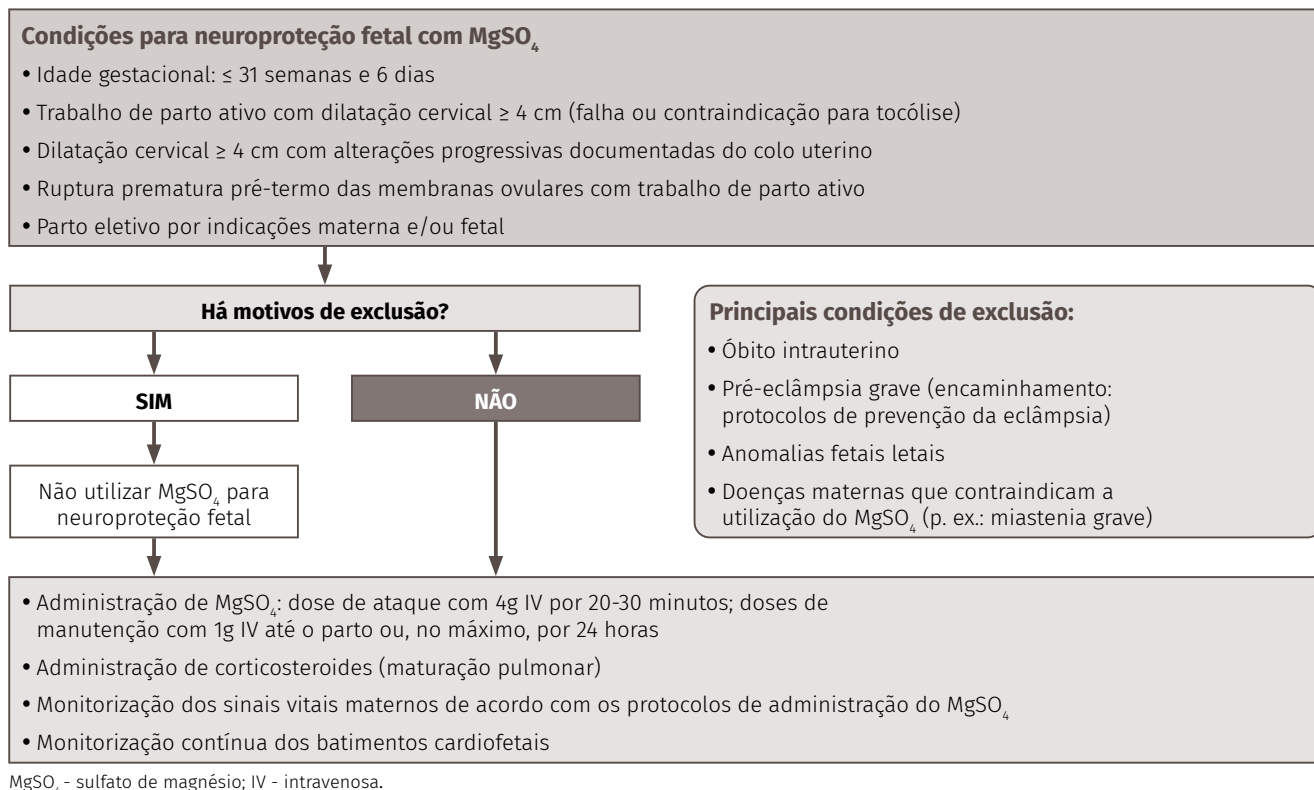 Condições para neuroproteção fetal com MgSO₄
• Idade gestacional: ≤ 31 semanas e 6 dias
• Trabalho de parto ativo com dilatação cervical ≥ 4 cm (falha ou contraindicação para tocólise)
• Dilatação cervical ≥ 4 cm com alterações progressivas documentadas do colo uterino
• Ruptura prematura pré-termo das membranas ovulares com trabalho de parto ativo
• Parto eletivo por indicações materna e/ou fetal
Há motivos de exclusão?
SIM
NÃO
Não utilizar MgSO₄ para
neuroproteção fetal
Principais condições de exclusão:
• Óbito intrauterino
• Pré-eclâmpsia grave (encaminhamento:
protocolos de prevenção da eclâmpsia)
• Anomalias fetais letais
• Doenças maternas que contraindicam a
utilização do MgSO₄ (p. ex.: miastenia grave)
• Administração de MgSO₄: dose de ataque com 4g IV por 20-30 minutos; doses de
manutenção com 1g IV até o parto ou, no máximo, por 24 horas
• Administração de corticosteroides (maturação pulmonar)
• Monitorização dos sinais vitais maternos de acordo com os protocolos de administração do MgSO₄
• Monitorização contínua dos batimentos cardiofetais
MgSO₄ - sulfato de magnésio; IV - intravenosa.